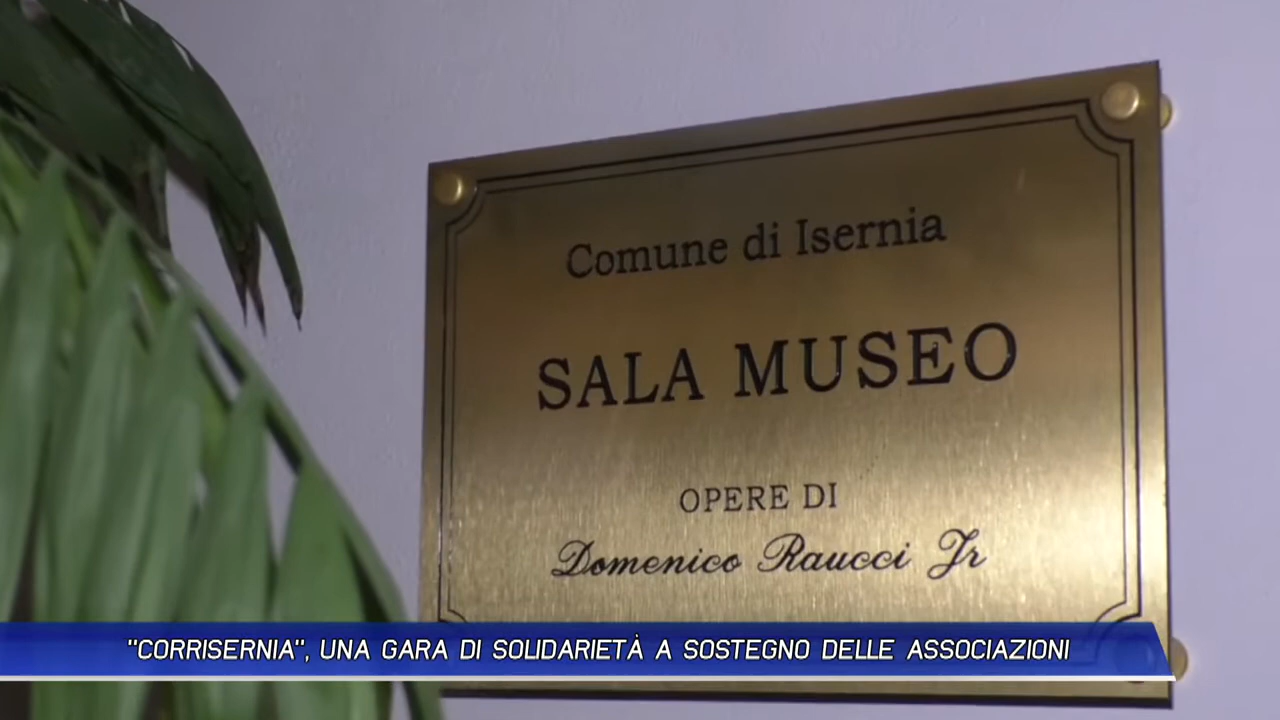 Comune di Isernia
SALA MUSEO
OPERE DI
Domenico Raucci Jr
"CORRISERNIA", UNA GARA DI SOLIDARIETÀ A SOSTEGNO DELLE ASSOCIAZIONI